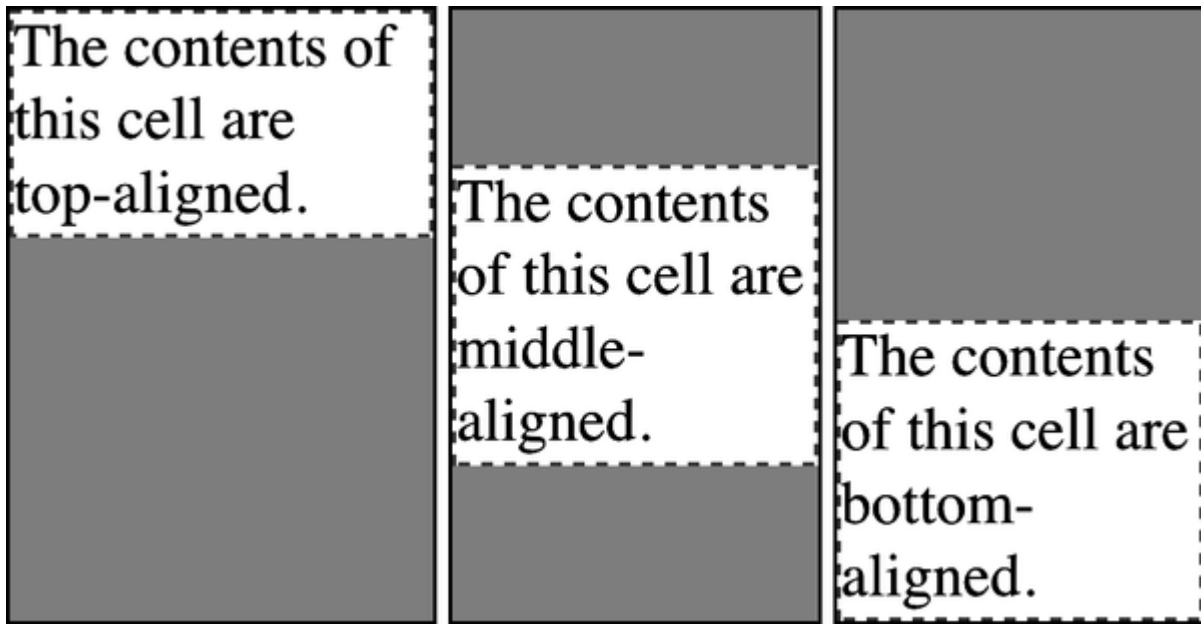 The contents of
this cell are
top-aligned.
The contents
of this cell are
middle-
aligned.
The contents
of this cell are
bottom-
aligned.